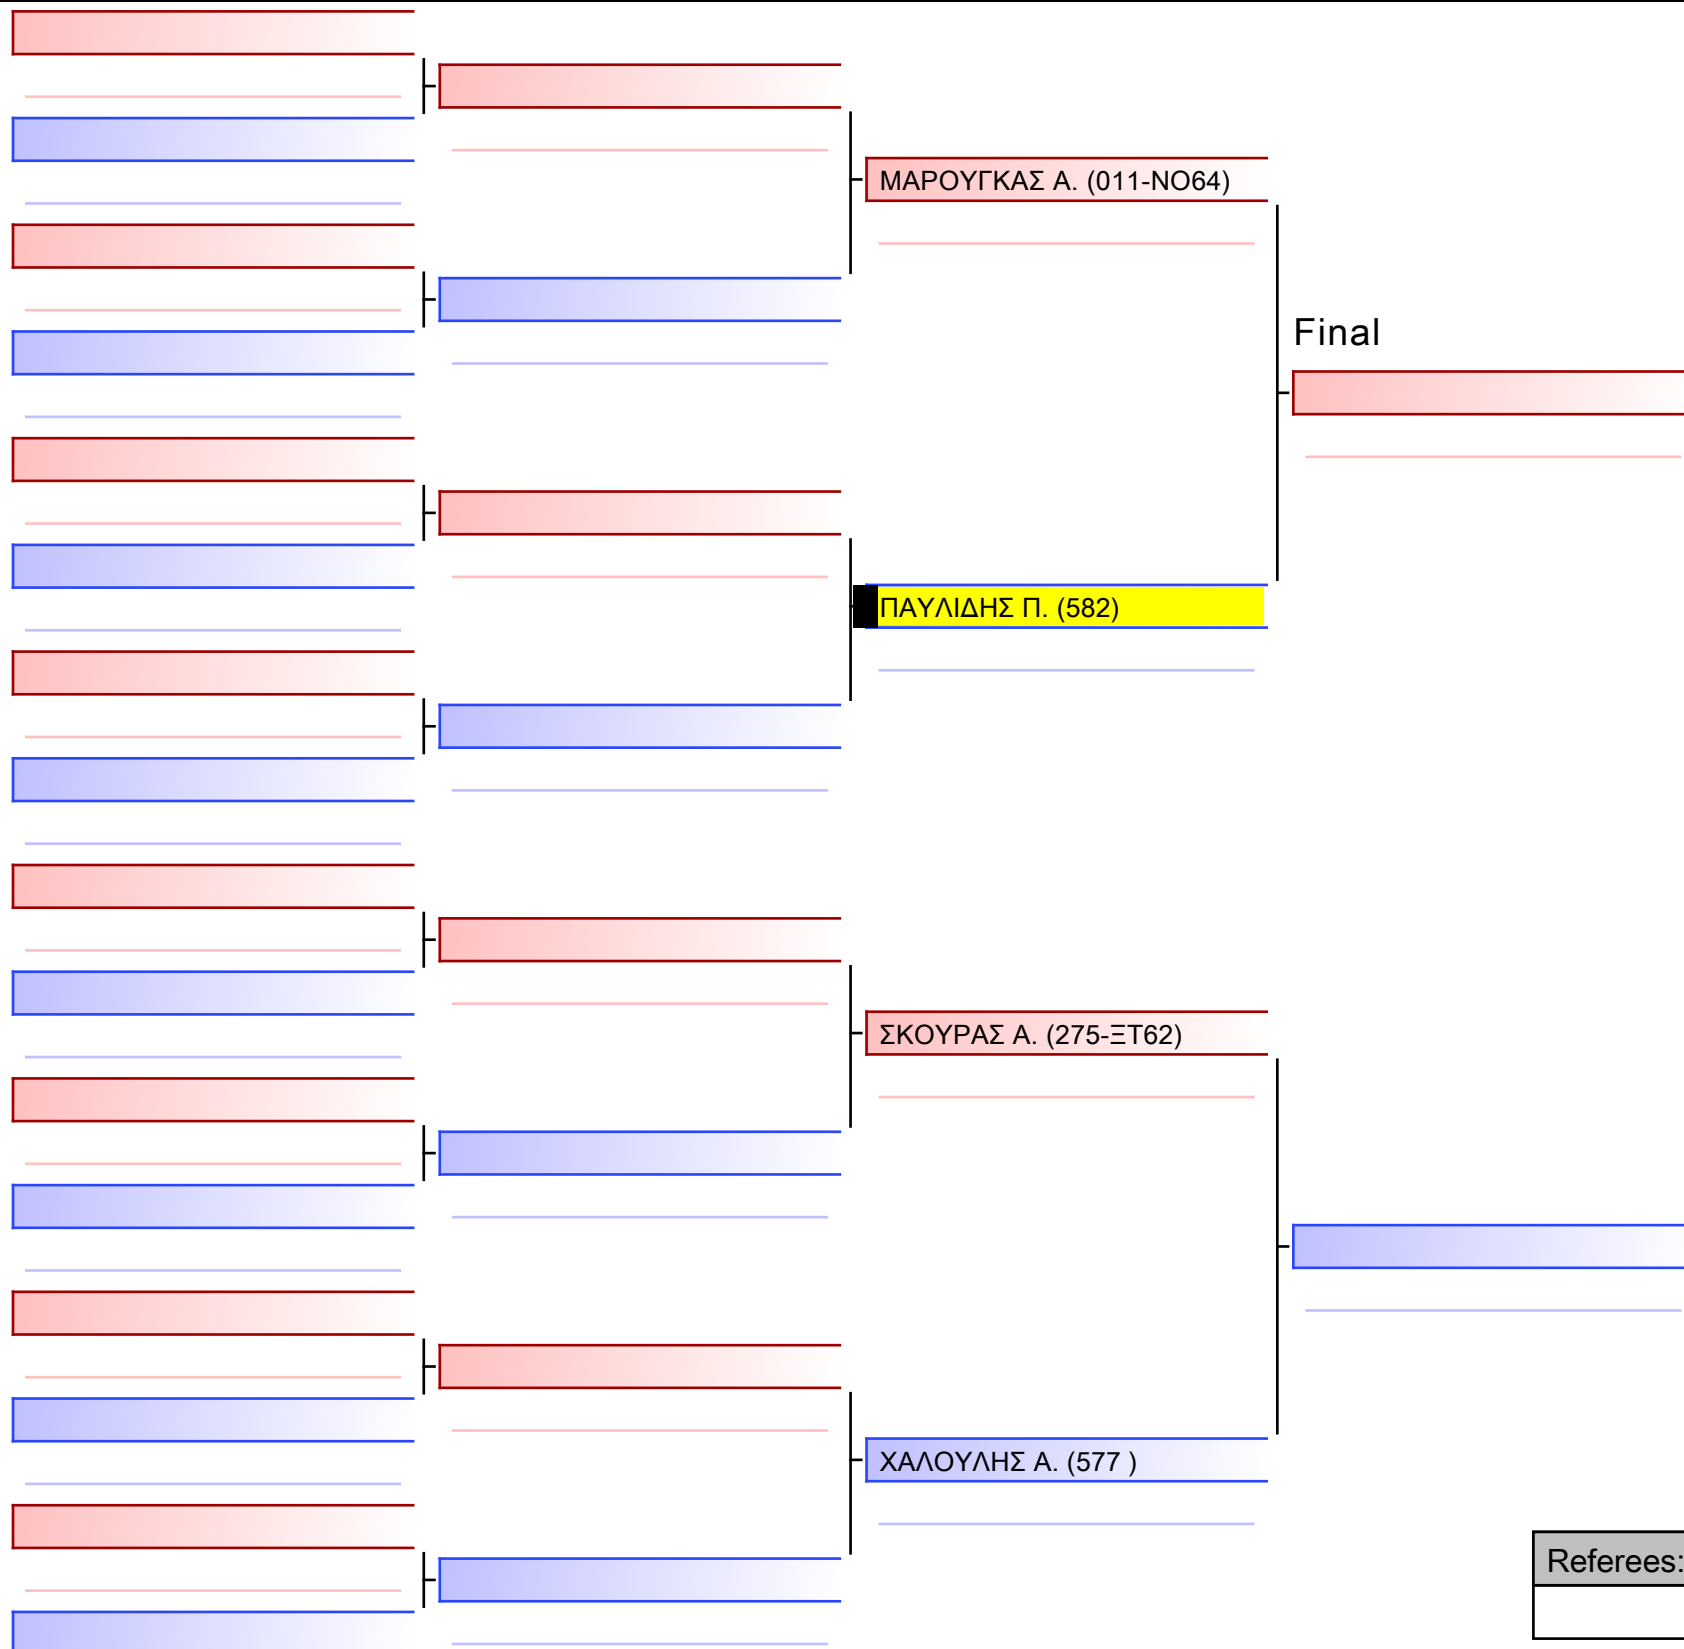 ΜΑΡΟΥΓΚΑΣ Α. (011-ΝΟ64)
Final
ΠΑΥΛΙΔΗΣ Π. (582)
ΣΚΟΥΡΑΣ Α. (275-ΞΤ62)
ΧΑΛΟΥΛΗΣ Α. (577 )
Referees: